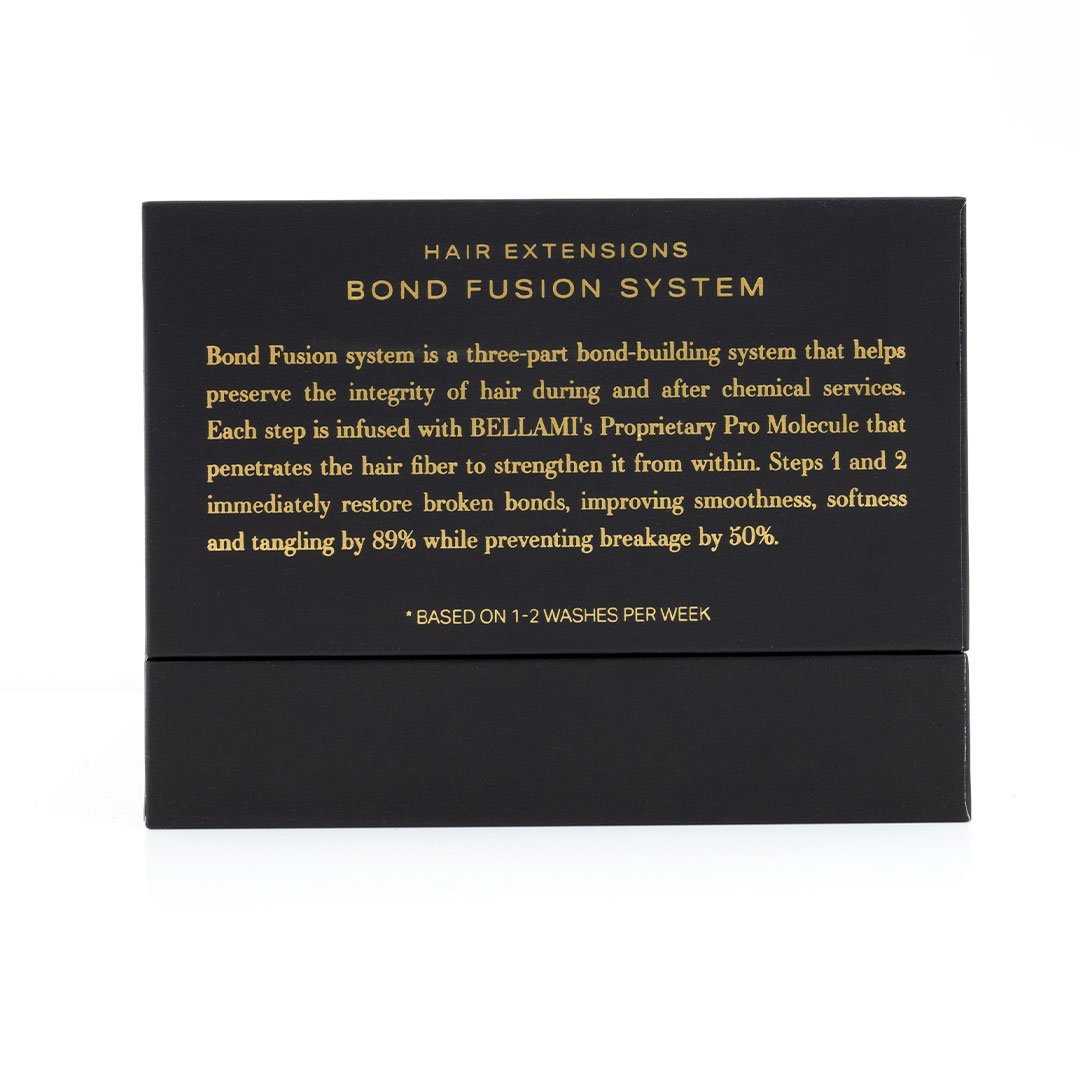 HAIR EXTENSIONS
BOND FUSION SYSTEM
Bond Fusion system is a three-part bond-building system that helps
preserve the integrity of hair during and after chemical services.
Each step is infused with BELLAMI's Proprietary Pro Molecule that
penetrates the hair fiber to strengthen it from within. Steps 1 and 2
immediately restore broken bonds, improving smoothness, softness
and tangling by 89% while preventing breakage by 50%.
* BASED ON 1-2 WASHES PER WEEK